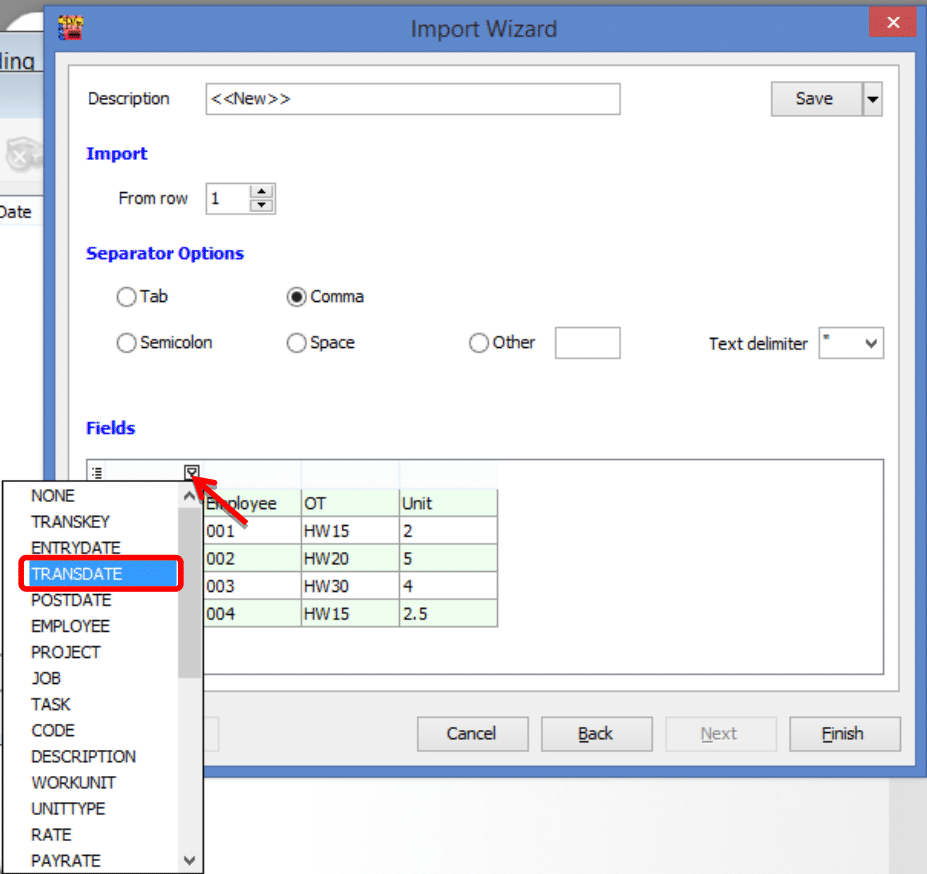 Import Wizard
ling
Description <<New>> Save
Import
From row 1
Date
Separator Options
Tab Comma
Semicolon Space Other Text delimiter "
Fields
NONE
TRANSKEY
ENTRYDATE
TRANSDATE
POSTDATE
EMPLOYEE
PROJECT
JOB
TASK
CODE
DESCRIPTION
WORKUNIT
UNITTYPE
RATE
PAYRATE
Employee OT Unit
001 HW15 2
002 HW20 5
003 HW30 4
004 HW15 2.5
Cancel Back Next Finish